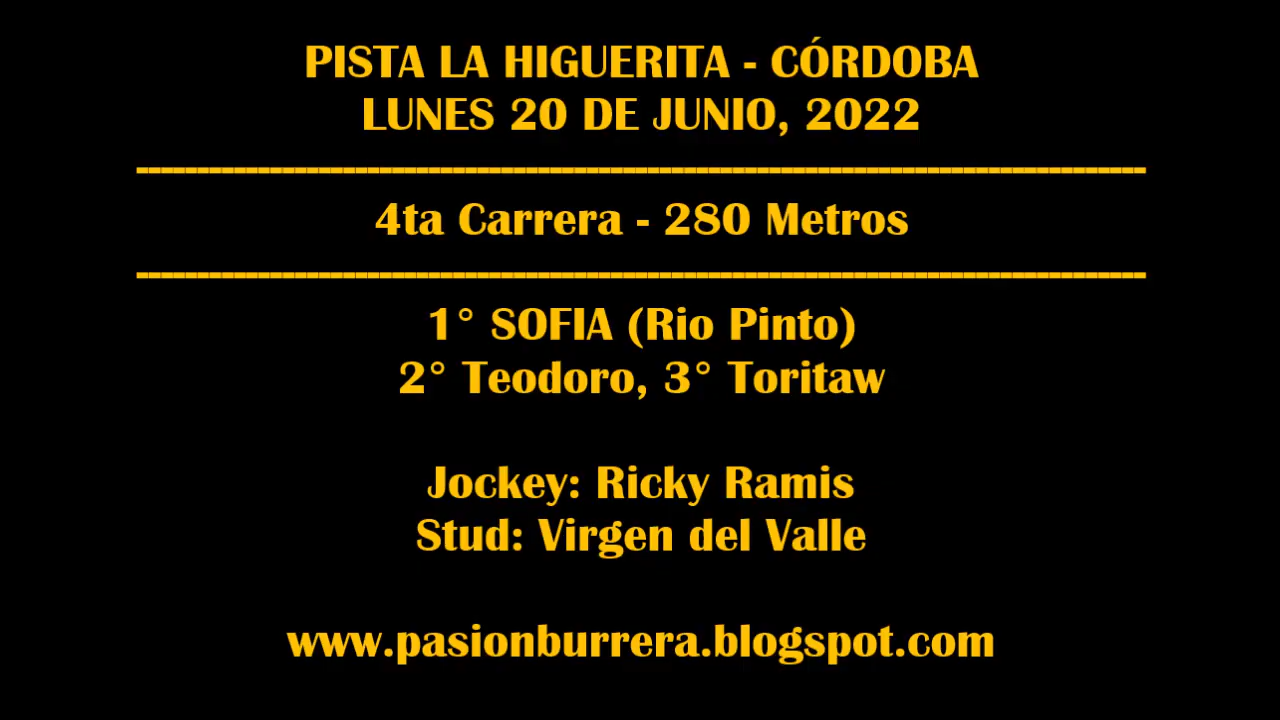 PISTA LA HIGUERITA - CÓRDOBA
LUNES 20 DE JUNIO, 2022
4ta Carrera - 280 Metros
1° SOFIA (Rio Pinto)
2° Teodoro, 3° Toritaw
Jockey: Ricky Ramis
Stud: Virgen del Valle
www.pasionburrera.blogspot.com